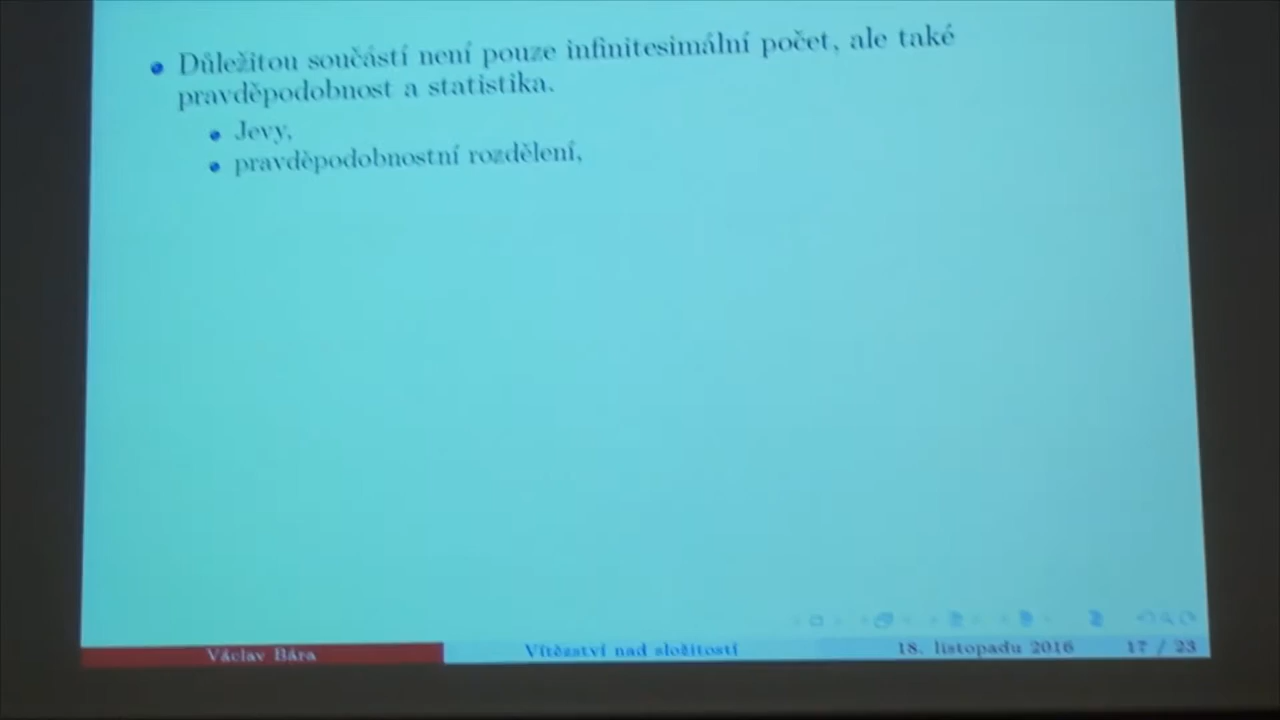 Důležitou součástí není pouze infinitesimální počet, ale také
pravděpodobnost a statistika.
Jevy,
pravděpodobnostní rozdělení,
Václav Bára
Vítězství nad složitostí
18. listopadu 2016
17 / 23